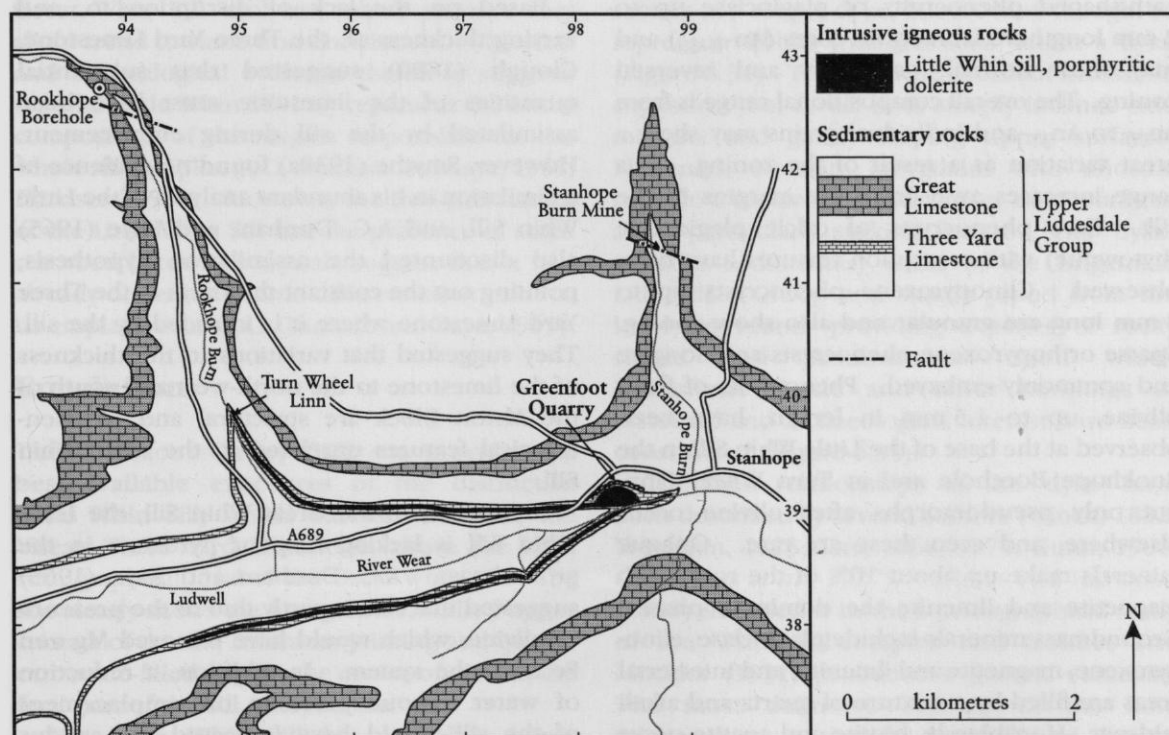 94 95 96 97 98 99
43
42
41
40
39
38
Rookhope
Borehole
Rookhope Burn
Turn Wheel
Linn
Stanhope
Burn Mine
Greenfoot
Quarry
Stanhope Burn
Stanhope
A689
River Wear
Ludwell
Intrusive igneous rocks
Little Whin Sill, porphyritic
dolerite
Sedimentary rocks
Great
Limestone
Three Yard
Limestone
Upper
Liddesdale
Group
Fault
N
0 kilometres 2